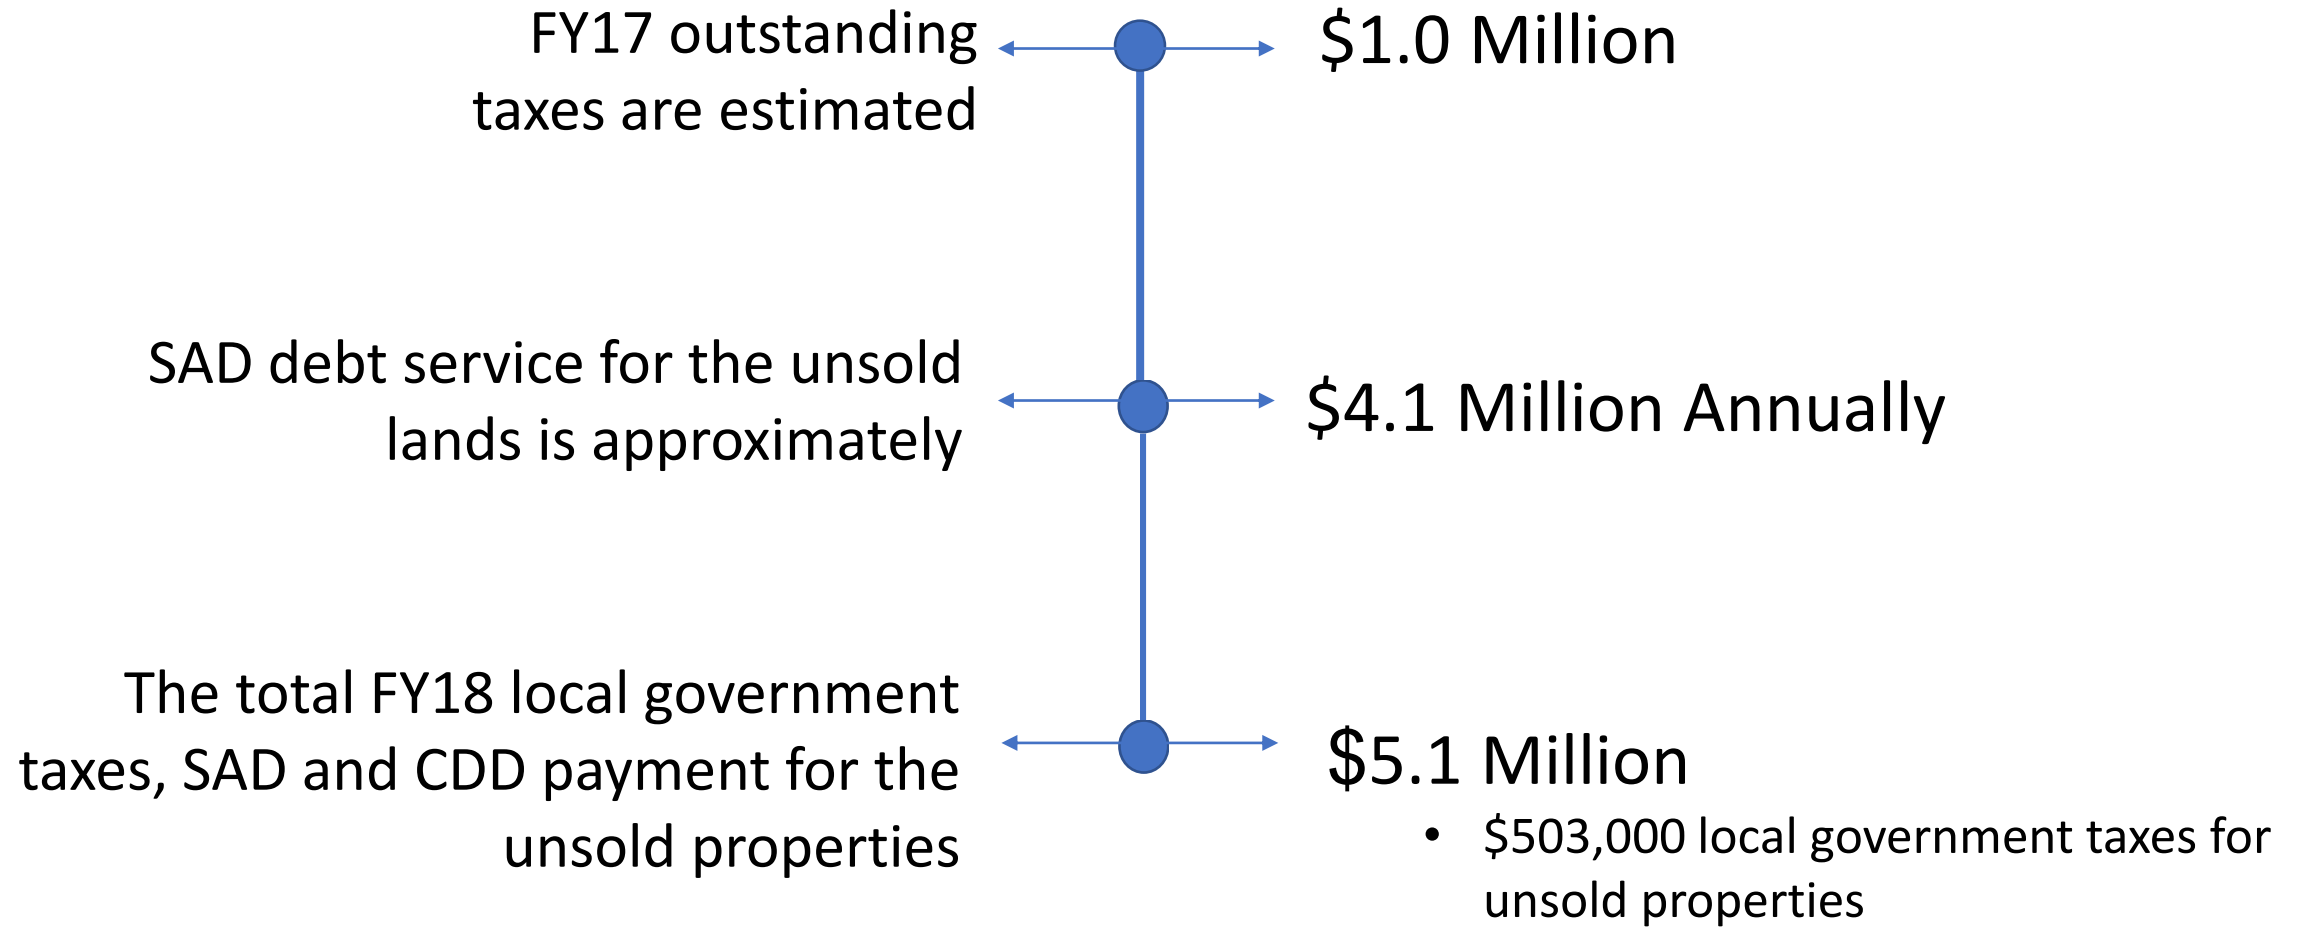 FY17 outstanding
taxes are estimated
$1.0 Million
SAD debt service for the unsold
lands is approximately
$4.1 Million Annually
The total FY18 local government
taxes, SAD and CDD payment for the
unsold properties
$5.1 Million
• $503,000 local government taxes for
unsold properties